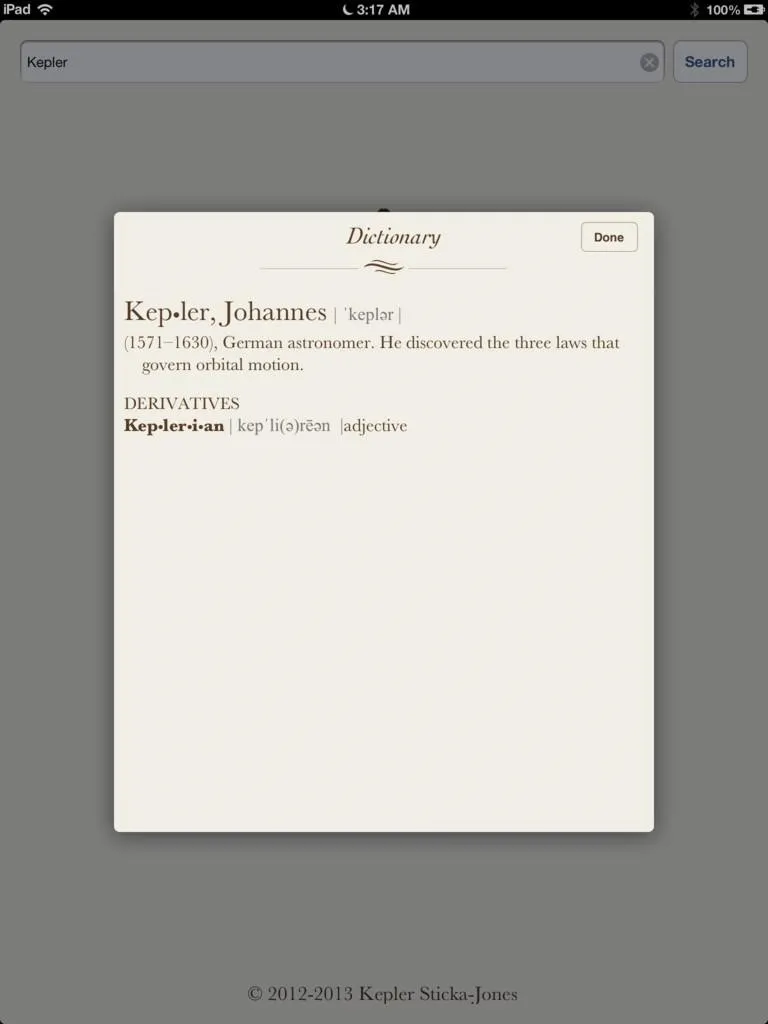 iPad 3:17 AM 100%
Kepler Search
Dictionary Done
Kep•ler, Johannes | ˈkeplər |
(1571–1630), German astronomer. He discovered the three laws that
govern orbital motion.
DERIVATIVES
Kep•ler•i•an | kepˈli(ə)rēən |adjective
© 2012-2013 Kepler Sticka-Jones